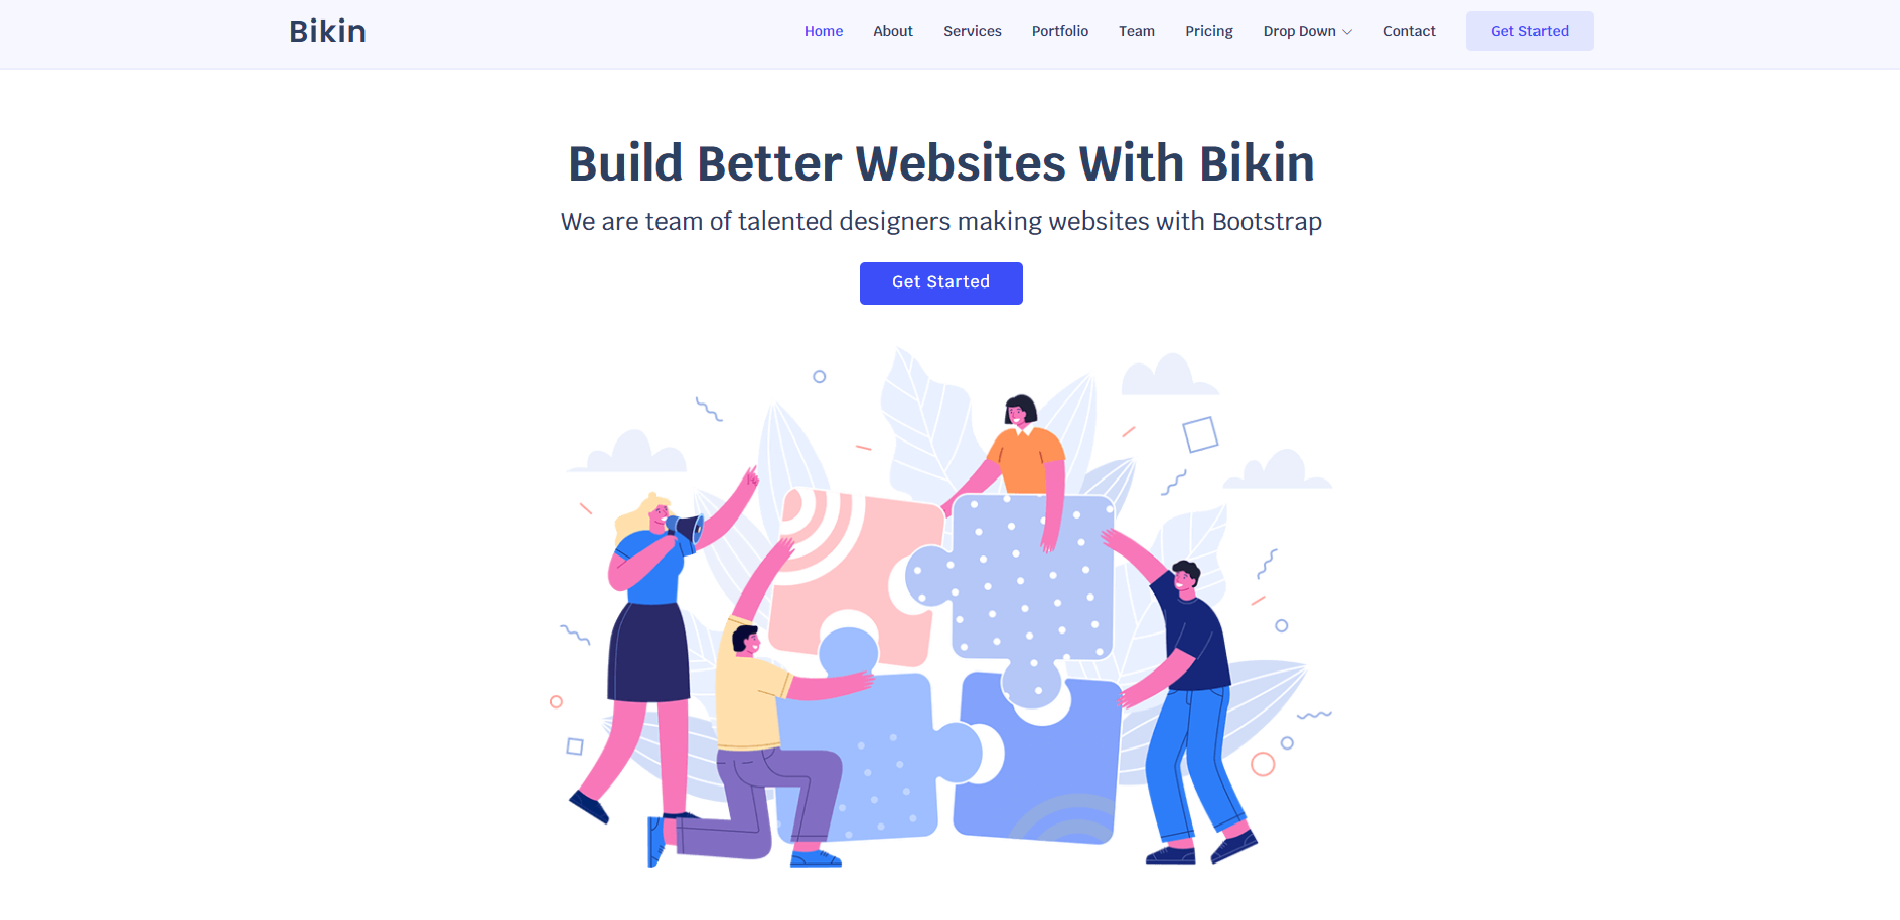 Bikin
Home About Services Portfolio Team Pricing Drop Down Contact Get Started
Build Better Websites With Bikin
We are team of talented designers making websites with Bootstrap
Get Started